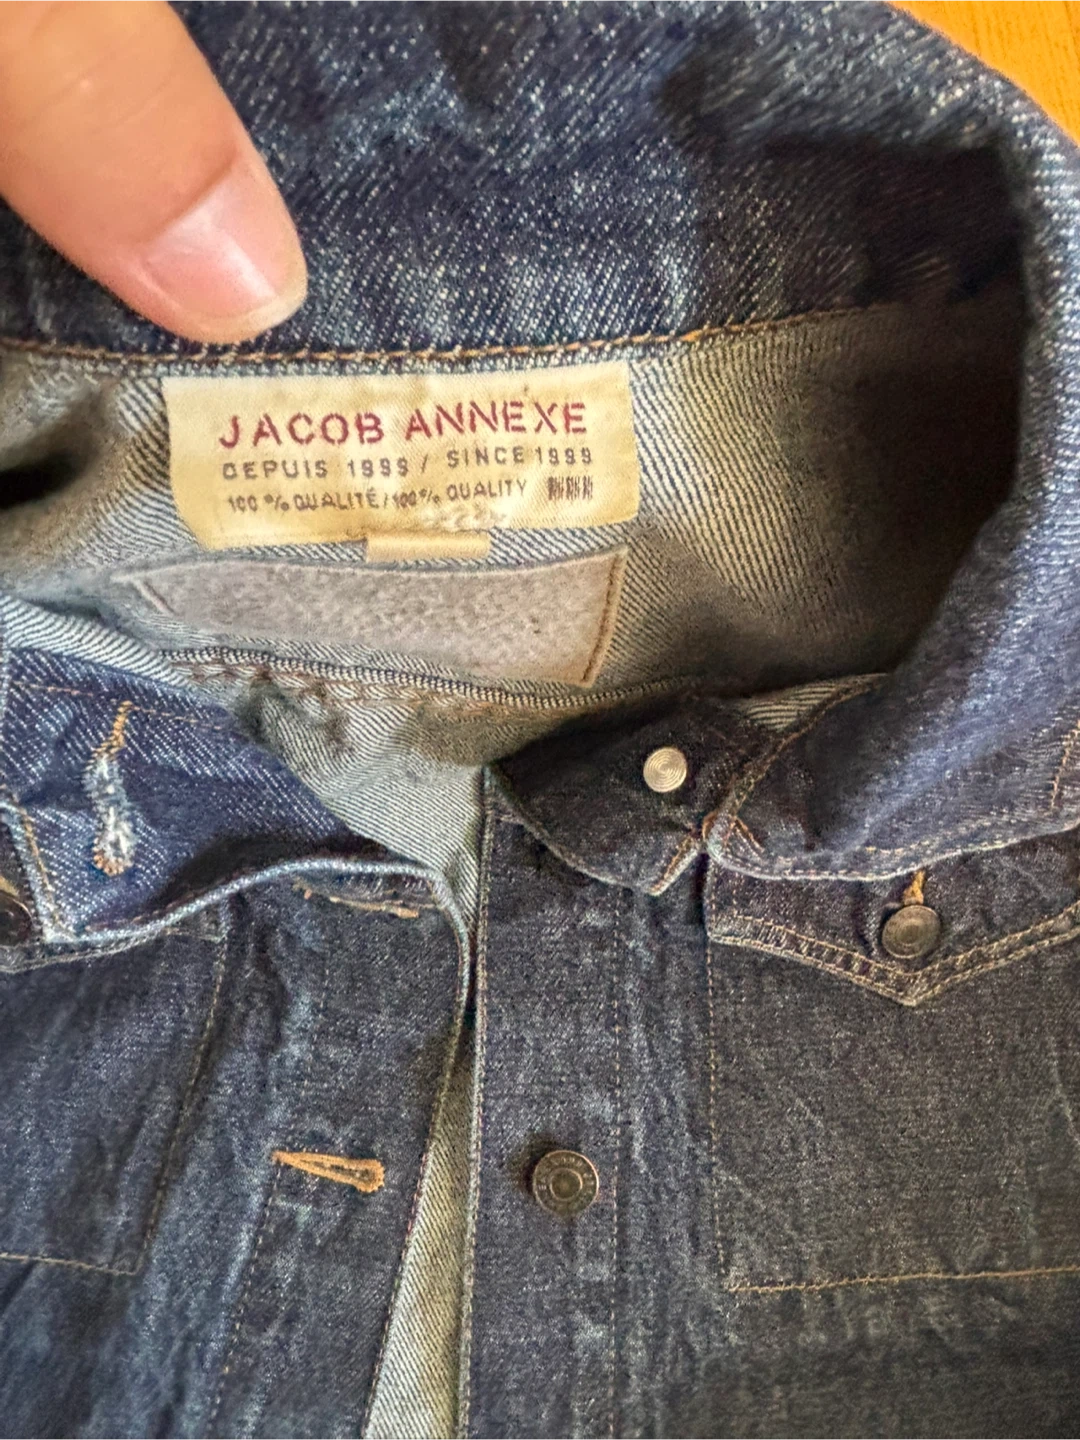 JACOB ANNEXE
DEPUIS 1999 / SINCE 1999
100 % QUALITÉ / 100 % QUALITY